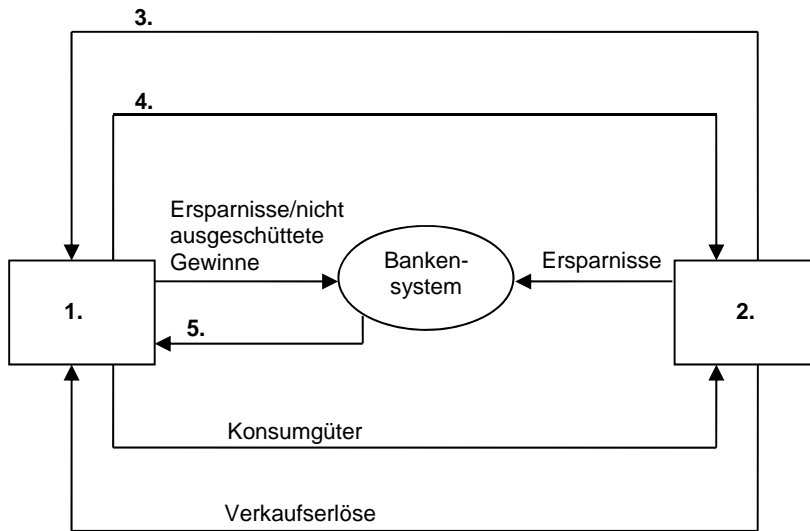 3.
4.
Ersparnisse/nicht
ausgeschüttete
Gewinne
Banken-
system
Ersparnisse
1.
2.
5.
Konsumgüter
Verkaufserlöse